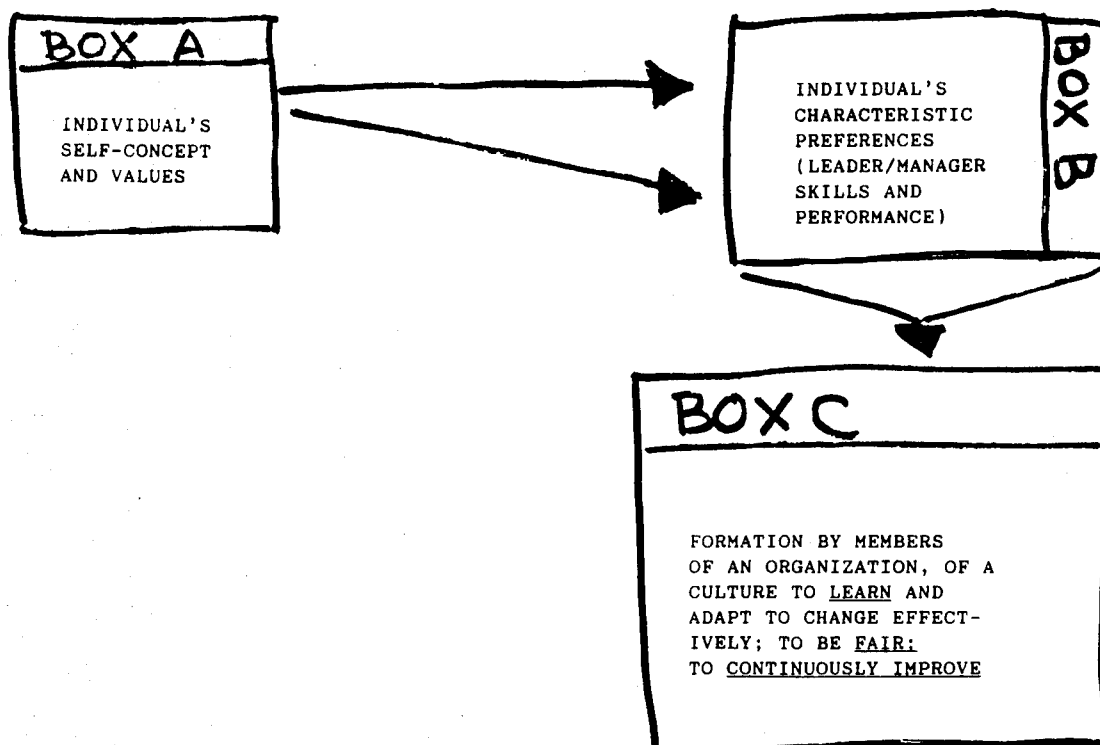 BOX A
INDIVIDUAL'S
SELF-CONCEPT
AND VALUES
BOX B
INDIVIDUAL'S
CHARACTERISTIC
PREFERENCES
(LEADER/MANAGER
SKILLS AND
PERFORMANCE)
BOX C
FORMATION BY MEMBERS
OF AN ORGANIZATION, OF A
CULTURE TO LEARN AND
ADAPT TO CHANGE EFFECT-
IVELY; TO BE FAIR;
TO CONTINUOUSLY IMPROVE